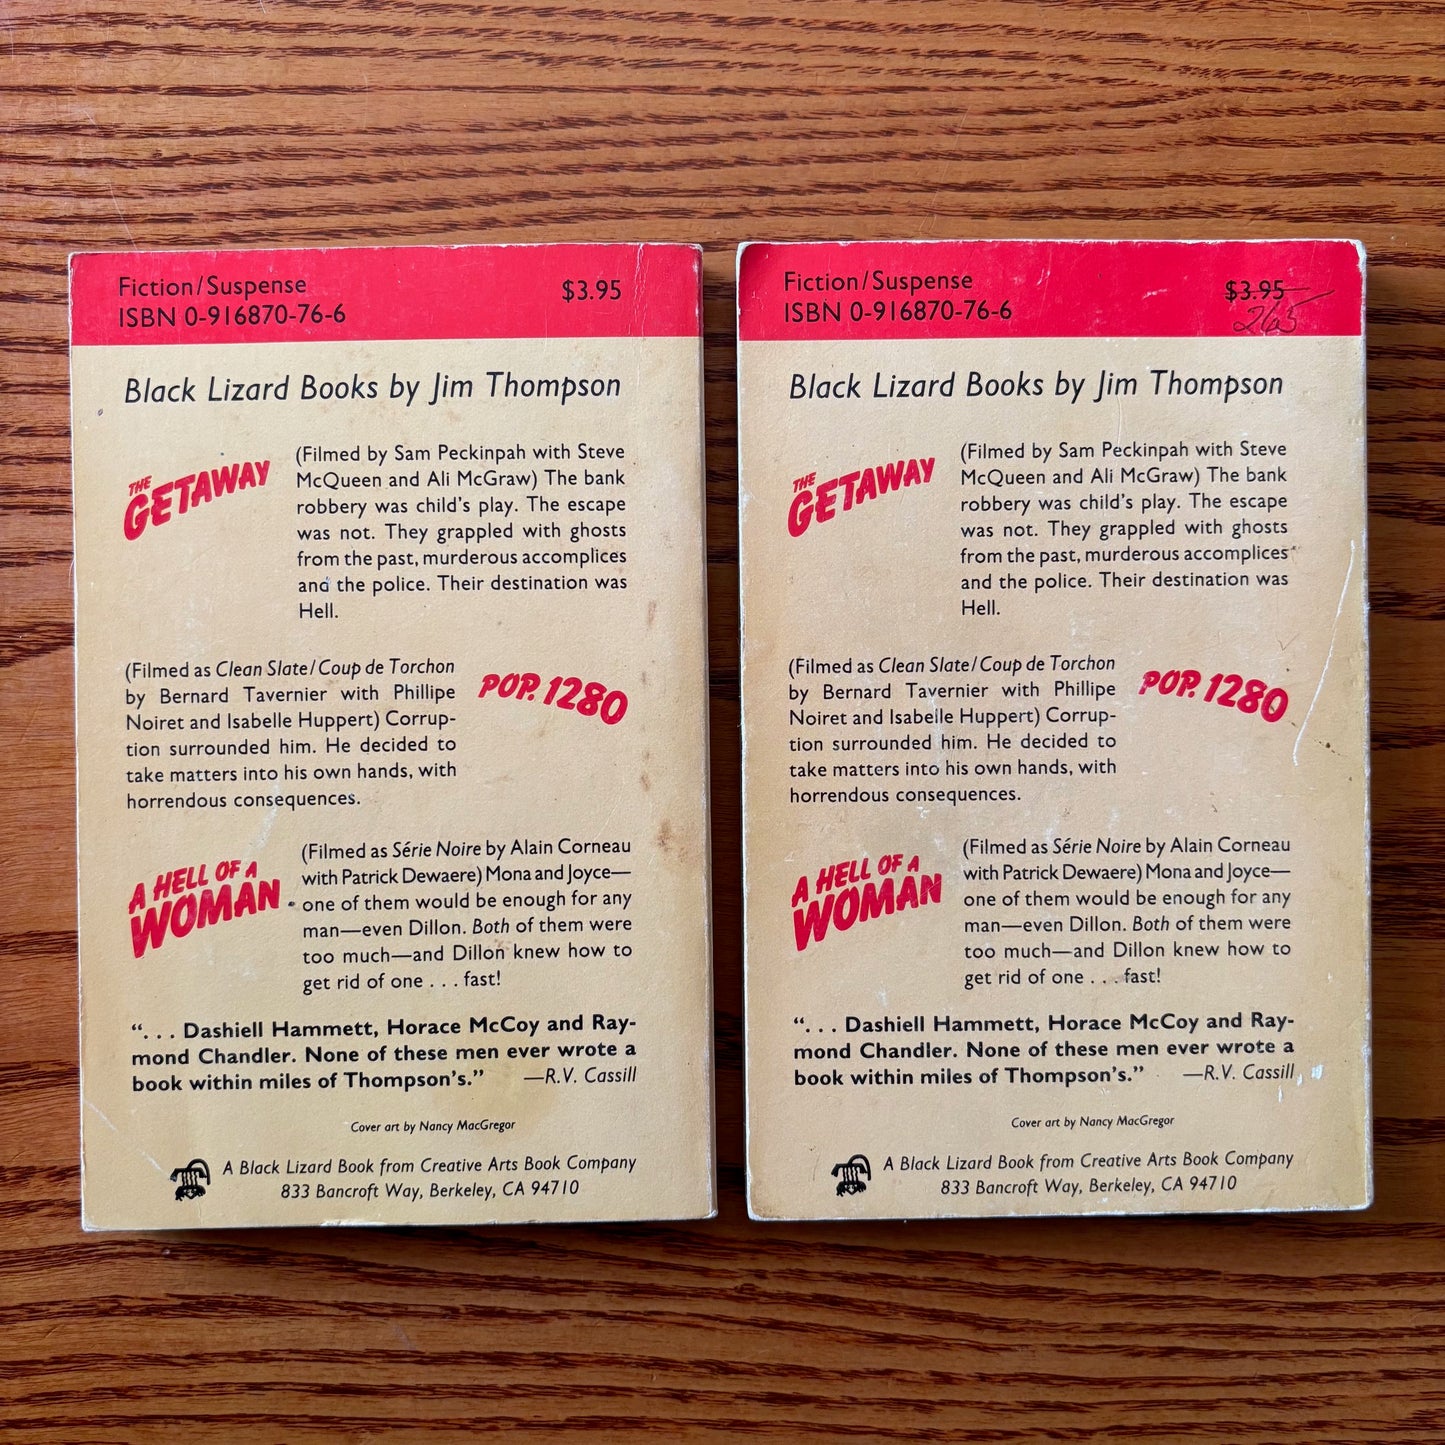 Fiction/Suspense
ISBN 0-916870-76-6
$3.95
Black Lizard Books by Jim Thompson
THE
GETAWAY
(Filmed by Sam Peckinpah with Steve
McQueen and Ali McGraw) The bank
robbery was child's play. The escape
was not. They grappled with ghosts
from the past, murderous accomplices
and the police. Their destination was
Hell.
(Filmed as Clean Slate/Coup de Torchon
by Bernard Tavernier with Phillipe
Noiret and Isabelle Huppert) Corrup-
tion surrounded him. He decided to
take matters into his own hands, with
horrendous consequences.
POP. 1280
A HELL OF A
WOMAN
(Filmed as Série Noire by Alain Corneau
with Patrick Dewaere) Mona and Joyce—
one of them would be enough for any
man—even Dillon. Both of them were
too much—and Dillon knew how to
get rid of one . . . fast!
". . . Dashiell Hammett, Horace McCoy and Ray-
mond Chandler. None of these men ever wrote a
book within miles of Thompson's." —R.V. Cassill
Cover art by Nancy MacGregor
A Black Lizard Book from Creative Arts Book Company
833 Bancroft Way, Berkeley, CA 94710
Fiction/Suspense
ISBN 0-916870-76-6
$3.95
265
Black Lizard Books by Jim Thompson
THE
GETAWAY
(Filmed by Sam Peckinpah with Steve
McQueen and Ali McGraw) The bank
robbery was child's play. The escape
was not. They grappled with ghosts
from the past, murderous accomplices
and the police. Their destination was
Hell.
(Filmed as Clean Slate/Coup de Torchon
by Bernard Tavernier with Phillipe
Noiret and Isabelle Huppert) Corrup-
tion surrounded him. He decided to
take matters into his own hands, with
horrendous consequences.
POP. 1280
A HELL OF A
WOMAN
(Filmed as Série Noire by Alain Corneau
with Patrick Dewaere) Mona and Joyce—
one of them would be enough for any
man—even Dillon. Both of them were
too much—and Dillon knew how to
get rid of one . . . fast!
". . . Dashiell Hammett, Horace McCoy and Ray-
mond Chandler. None of these men ever wrote a
book within miles of Thompson's." —R.V. Cassill
Cover art by Nancy MacGregor
A Black Lizard Book from Creative Arts Book Company
833 Bancroft Way, Berkeley, CA 94710